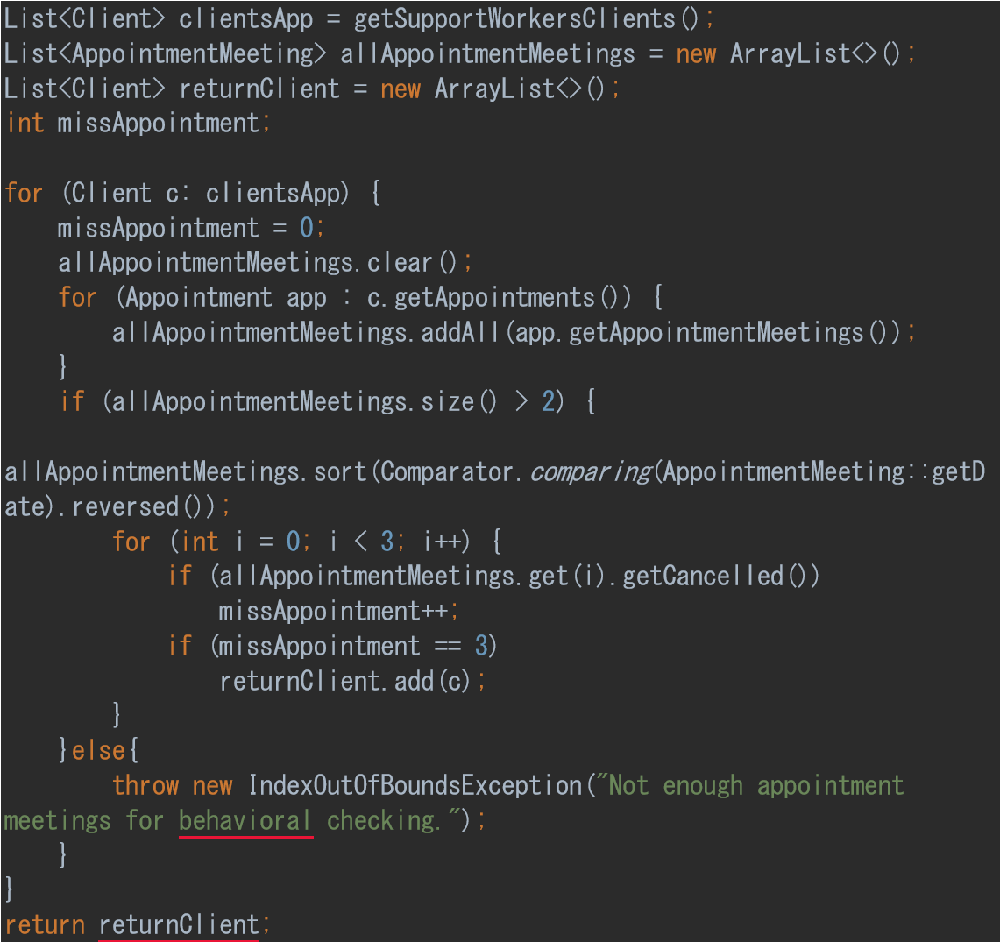 List<Client> clientsApp = getSupportWorkersClients();
List<AppointmentMeeting> allAppointmentMeetings = new ArrayList<>();
List<Client> returnClient = new ArrayList<>();
int missAppointment;

for (Client c: clientsApp) {
    missAppointment = 0;
    allAppointmentMeetings.clear();
    for (Appointment app : c.getAppointments()) {
        allAppointmentMeetings.addAll(app.getAppointmentMeetings());
    }
    if (allAppointmentMeetings.size() > 2) {

allAppointmentMeetings.sort(Comparator.comparing(AppointmentMeeting::getD
ate).reversed());
        for (int i = 0; i < 3; i++) {
            if (allAppointmentMeetings.get(i).getCancelled())
                missAppointment++;
            if (missAppointment == 3)
                returnClient.add(c);
        }
    }else{
        throw new IndexOutOfBoundsException("Not enough appointment
meetings for behavioral checking.");
    }
}
return returnClient;